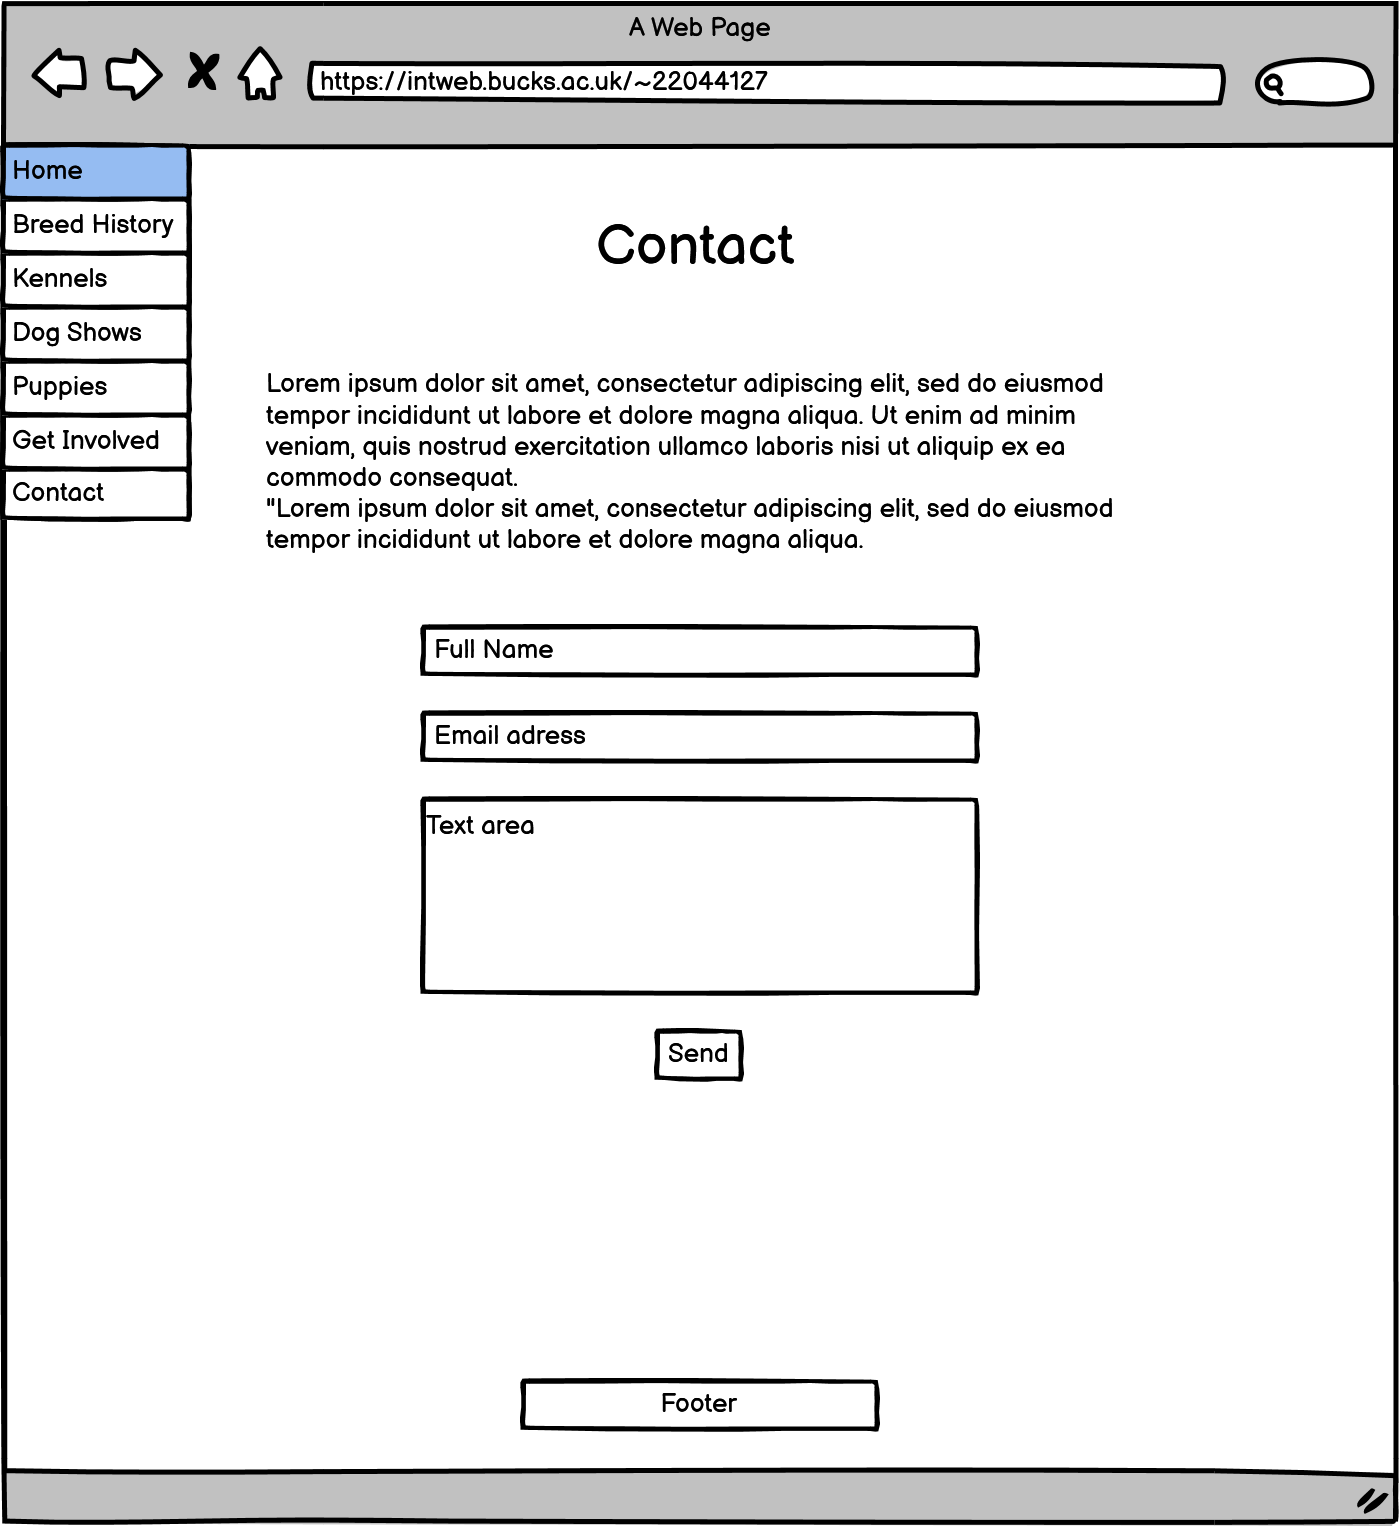 A Web Page
https://intweb.bucks.ac.uk/~22044127
Home
Breed History
Kennels
Dog Shows
Puppies
Get Involved
Contact
Contact
Lorem ipsum dolor sit amet, consectetur adipiscing elit, sed do eiusmod
tempor incididunt ut labore et dolore magna aliqua. Ut enim ad minim
veniam, quis nostrud exercitation ullamco laboris nisi ut aliquip ex ea
commodo consequat.
"Lorem ipsum dolor sit amet, consectetur adipiscing elit, sed do eiusmod
tempor incididunt ut labore et dolore magna aliqua.
Full Name
Email adress
Text area
Send
Footer